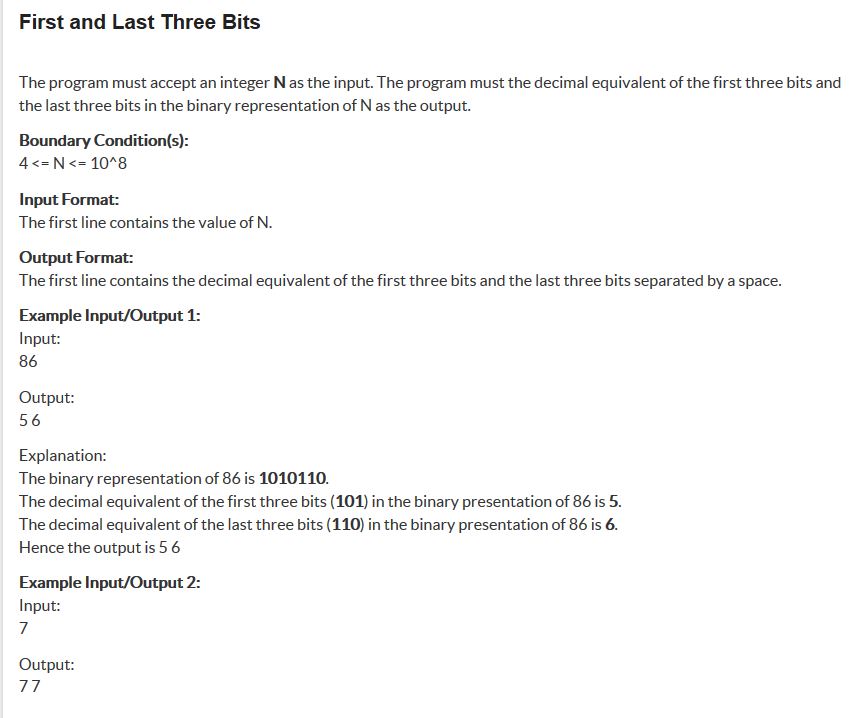 First and Last Three Bits
The program must accept an integer N as the input. The program must the decimal equivalent of the first three bits and
the last three bits in the binary representation of N as the output.
Boundary Condition(s):
4 <= N <= 10^8
Input Format:
The first line contains the value of N.
Output Format:
The first line contains the decimal equivalent of the first three bits and the last three bits separated by a space.
Example Input/Output 1:
Input:
86
Output:
5 6
Explanation:
The binary representation of 86 is 1010110.
The decimal equivalent of the first three bits (101) in the binary presentation of 86 is 5.
The decimal equivalent of the last three bits (110) in the binary presentation of 86 is 6.
Hence the output is 5 6
Example Input/Output 2:
Input:
7
Output:
7 7